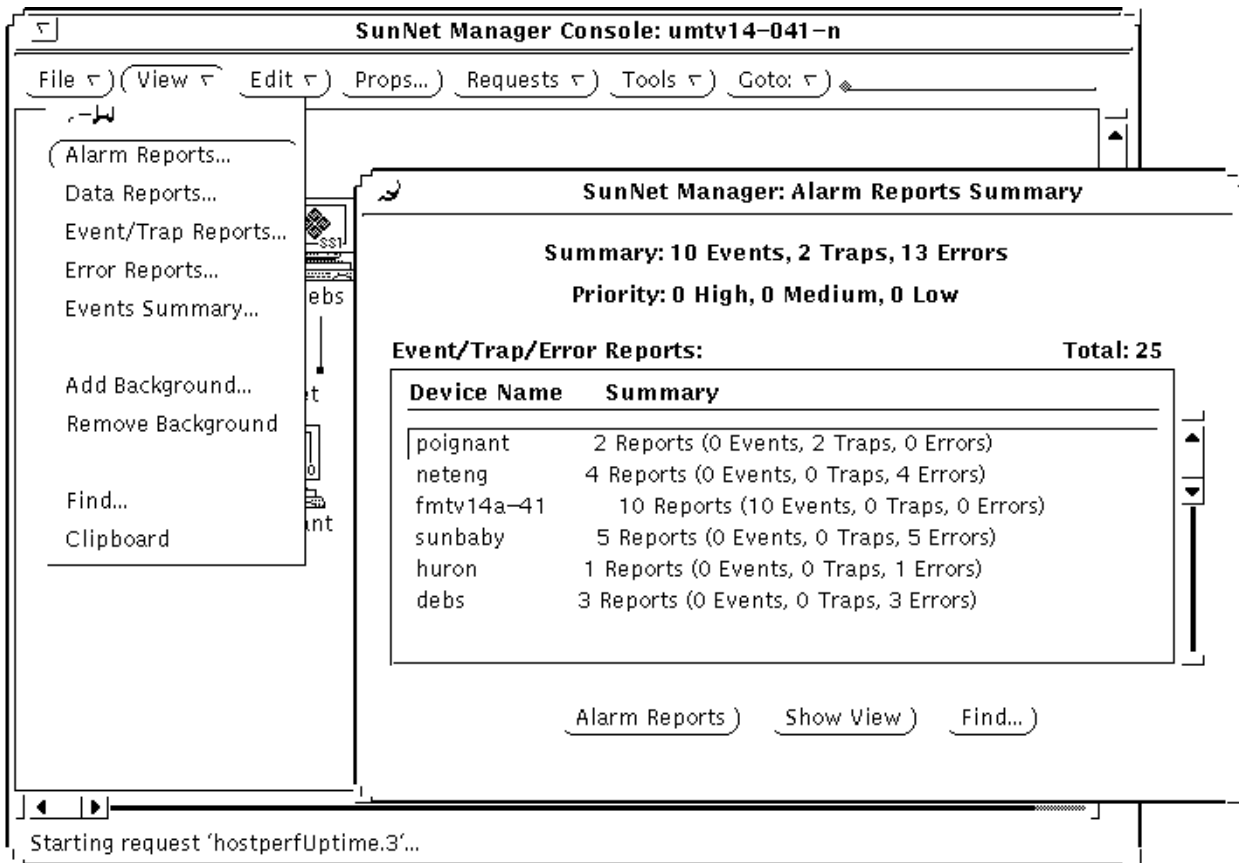 SunNet Manager Console: umtv14-041-n
File View Edit Props... Requests Tools Goto:
Alarm Reports...
Data Reports...
Event/Trap Reports...
Error Reports...
Events Summary...
Add Background...
Remove Background
Find...
Clipboard
SS1
ebs
t
0
nt
SunNet Manager: Alarm Reports Summary
Summary: 10 Events, 2 Traps, 13 Errors
Priority: 0 High, 0 Medium, 0 Low
Event/Trap/Error Reports: Total: 25
Device Name Summary
poignant 2 Reports (0 Events, 2 Traps, 0 Errors)
neteng 4 Reports (0 Events, 0 Traps, 4 Errors)
fmtv14a-41 10 Reports (10 Events, 0 Traps, 0 Errors)
sunbaby 5 Reports (0 Events, 0 Traps, 5 Errors)
huron 1 Reports (0 Events, 0 Traps, 1 Errors)
debs 3 Reports (0 Events, 0 Traps, 3 Errors)
Alarm Reports Show View Find...
Starting request 'hostperfUptime.3'...